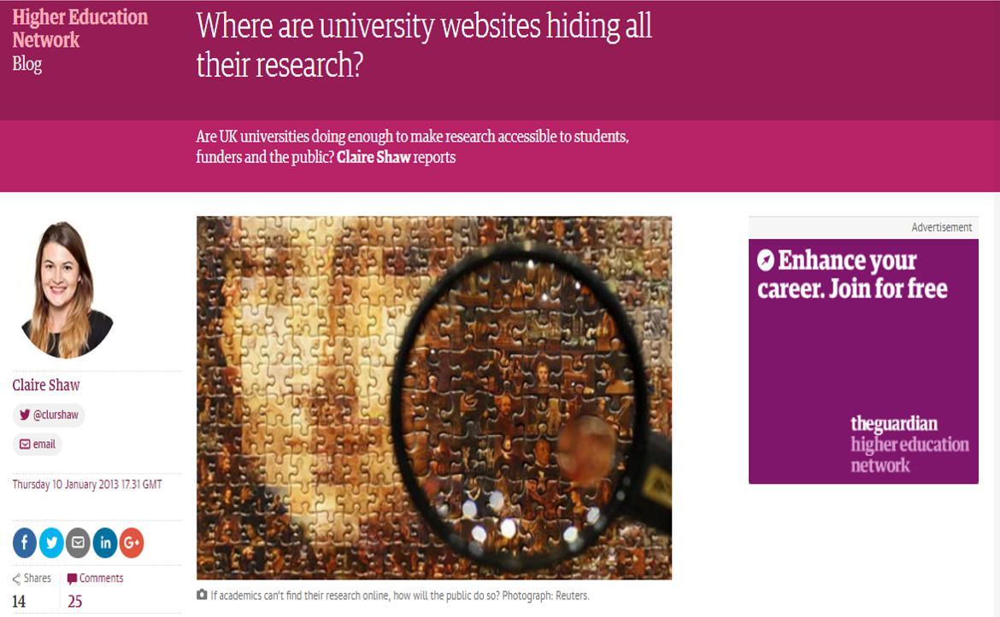 Higher Education
Network
Blog
Where are university websites hiding all
their research?
Are UK universities doing enough to make research accessible to students,
funders and the public? Claire Shaw reports
Claire Shaw
@clurshaw
email
Thursday 10 January 2013 17.31 GMT
f
in
G+
Shares
14
Comments
25
If academics can't find their research online, how will the public do so? Photograph: Reuters.
Advertisement
Enhance your
career. Join for free
theguardian
higher education
network